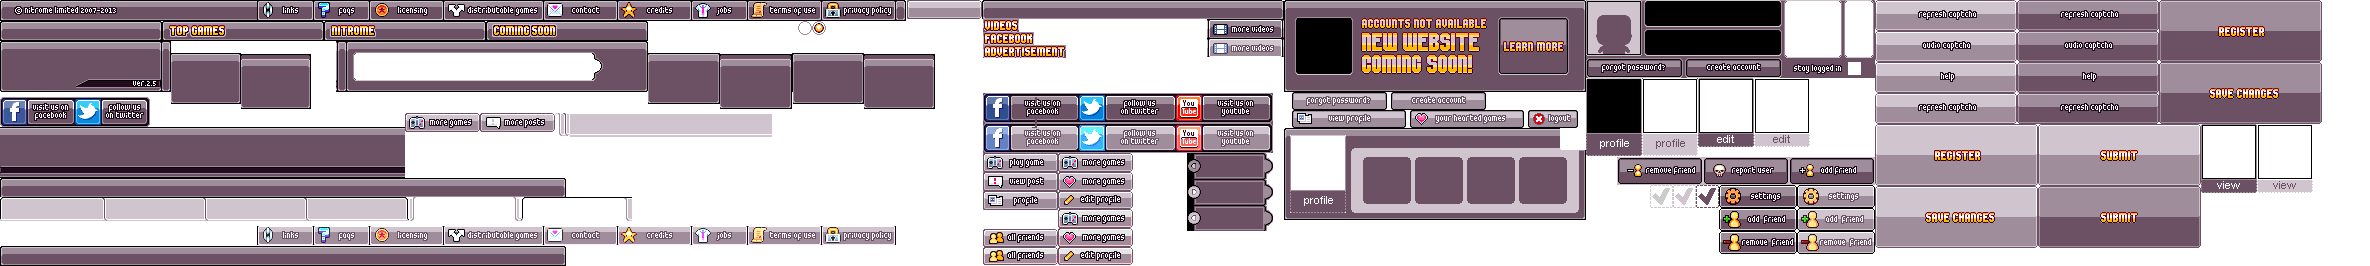 © nitrome limited 2007-2013
links
faqs
licensing
distributable games
contact
credits
jobs
terms of use
privacy policy
TOP GAMES
NITROME
COMING SOON
ver.2.5
visit us on
facebook
follow us
on twitter
more games
more posts
links
faqs
licensing
distributable games
contact
credits
jobs
terms of use
privacy policy
VIDEOS
FACEBOOK
ADVERTISEMENT
more videos
more videos
visit us on
facebook
follow us
on twitter
You
Tube
visit us on
youtube
visit us on
facebook
follow us
on twitter
You
Tube
visit us on
youtube
play game
more games
view post
more games
profile
edit profile
more games
all friends
more games
all friends
edit profile
ACCOUNTS NOT AVAILABLE
NEW WEBSITE
COMING SOON!
LEARN MORE
forgot password?
create account
view profile
your hearted games
logout
profile
forgot password?
create account
stay logged in
profile
profile
edit
edit
remove friend
report user
add friend
settings
settings
add friend
add friend
remove friend
remove friend
refresh captcha
refresh captcha
audio captcha
audio captcha
help
help
refresh captcha
refresh captcha
REGISTER
SAVE CHANGES
REGISTER
SUBMIT
SAVE CHANGES
SUBMIT
view
view